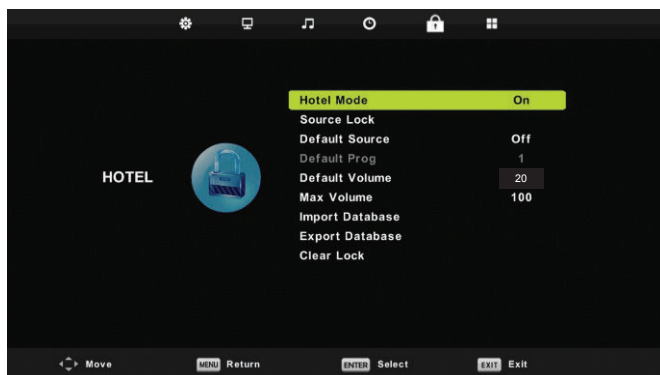 Hotel Mode On
Source Lock
Default Source Off
Default Prog 1
HOTEL
Default Volume 20
Max Volume 100
Import Database
Export Database
Clear Lock
Move MENU Return ENTER Select EXIT Exit